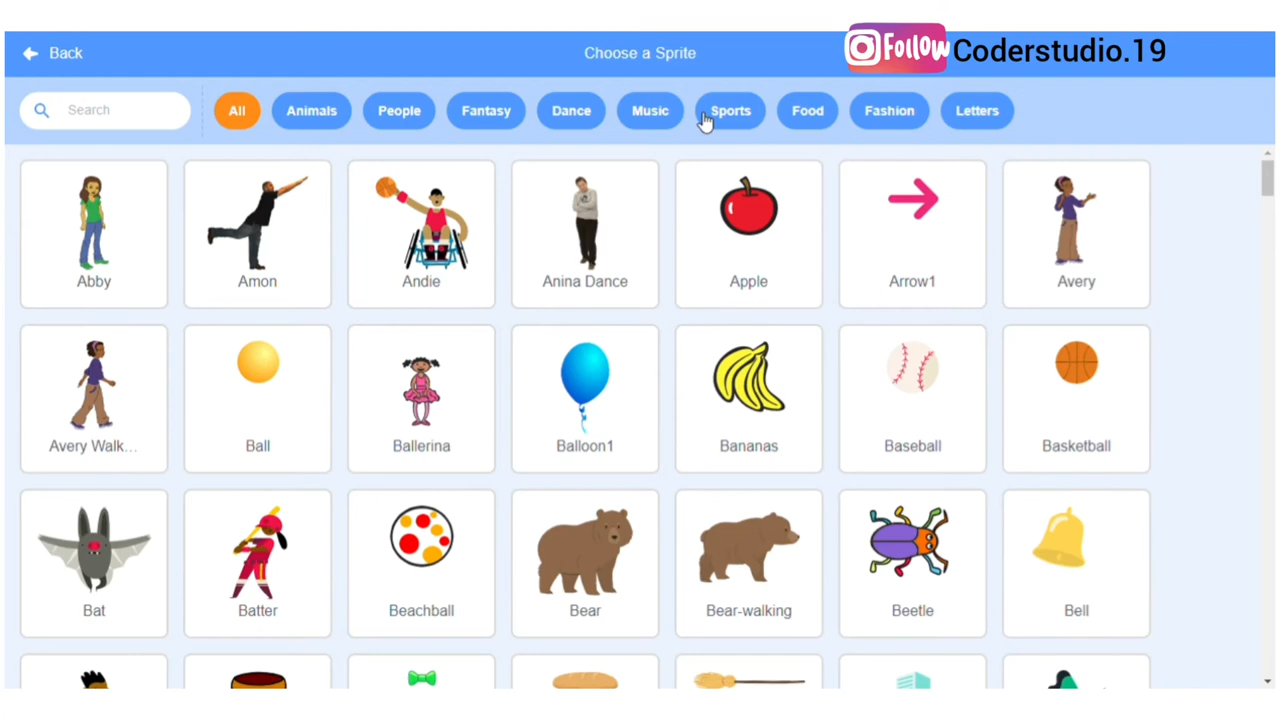 Back
Choose a Sprite
Follow Coderstudio.19
Search
All Animals People Fantasy Dance Music Sports Food Fashion Letters
Abby Amon Andie Anina Dance Apple Arrow1 Avery
Avery Walk... Ball Ballerina Balloon1 Bananas Baseball Basketball
Bat Batter Beachball Bear Bear-walking Beetle Bell